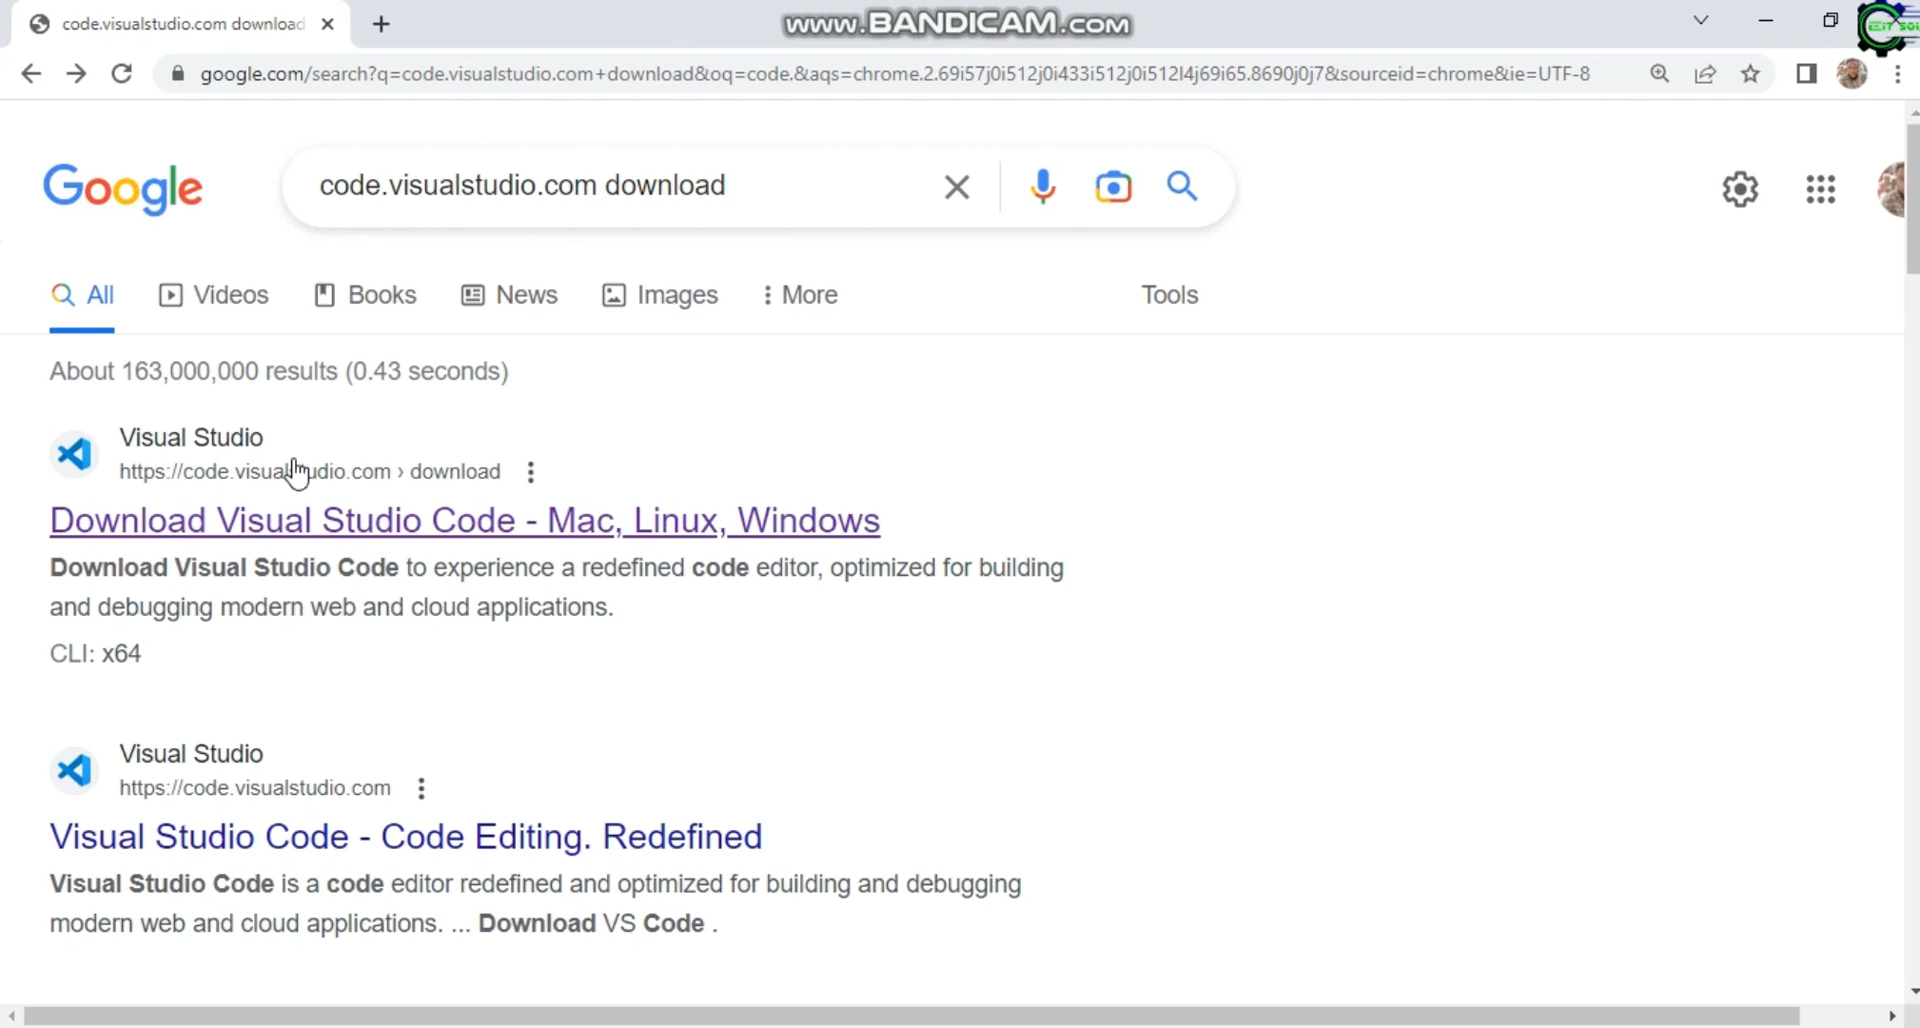 code.visualstudio.com download
www.BANDICAM.com
google.com/search?q=code.visualstudio.com+download&oq=code.&aqs=chrome.2.69i57j0i512j0i433i512j0i512l4j69i65.8690j0j7&sourceid=chrome&ie=UTF-8
Google
code.visualstudio.com download
All
Videos
Books
News
Images
More
Tools
About 163,000,000 results (0.43 seconds)
Visual Studio
https://code.visualstudio.com › download
Download Visual Studio Code - Mac, Linux, Windows
Download Visual Studio Code to experience a redefined code editor, optimized for building
and debugging modern web and cloud applications.
CLI: x64
Visual Studio
https://code.visualstudio.com
Visual Studio Code - Code Editing. Redefined
Visual Studio Code is a code editor redefined and optimized for building and debugging
modern web and cloud applications. ... Download VS Code .